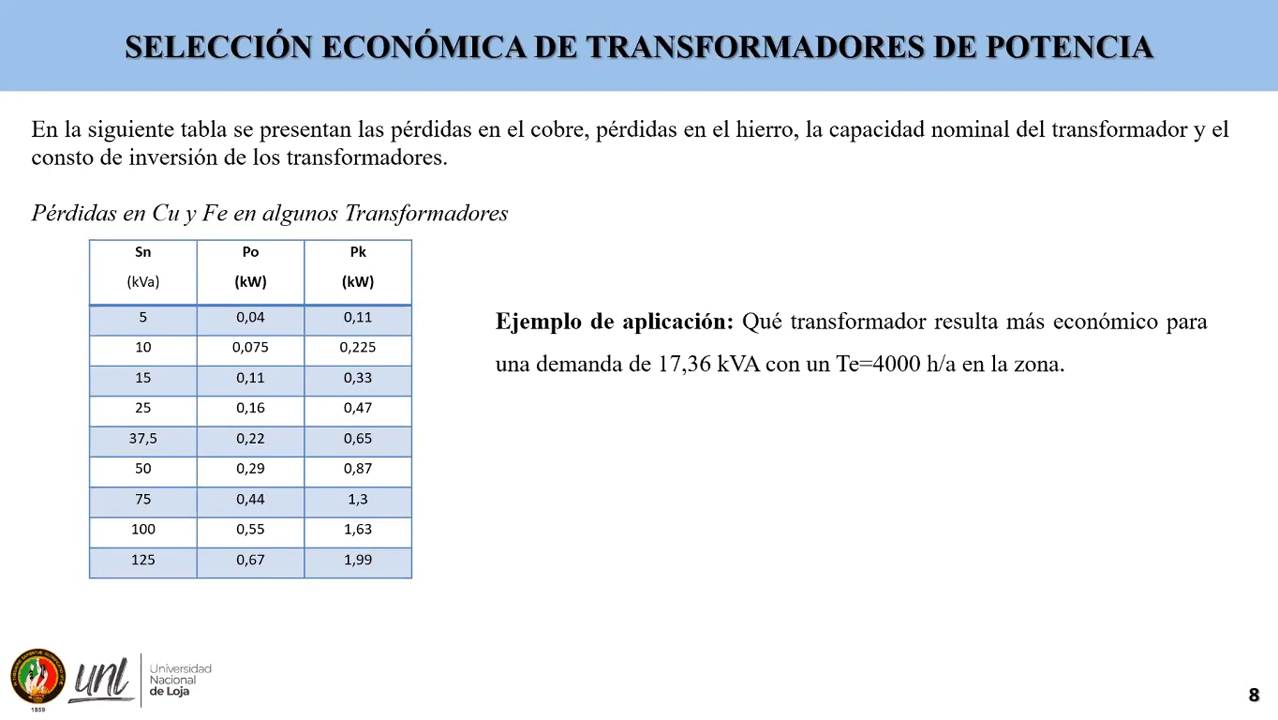 SELECCIÓN ECONÓMICA DE TRANSFORMADORES DE POTENCIA
En la siguiente tabla se presentan las pérdidas en el cobre, pérdidas en el hierro, la capacidad nominal del transformador y el
consto de inversión de los transformadores.
Pérdidas en Cu y Fe en algunos Transformadores
Sn Po Pk
(kVa) (kW) (kW)
5 0,04 0,11
10 0,075 0,225
15 0,11 0,33
25 0,16 0,47
37,5 0,22 0,65
50 0,29 0,87
75 0,44 1,3
100 0,55 1,63
125 0,67 1,99
Ejemplo de aplicación: Qué transformador resulta más económico para
una demanda de 17,36 kVA con un Te=4000 h/a en la zona.
1859
unl
Universidad
Nacional
de Loja
8